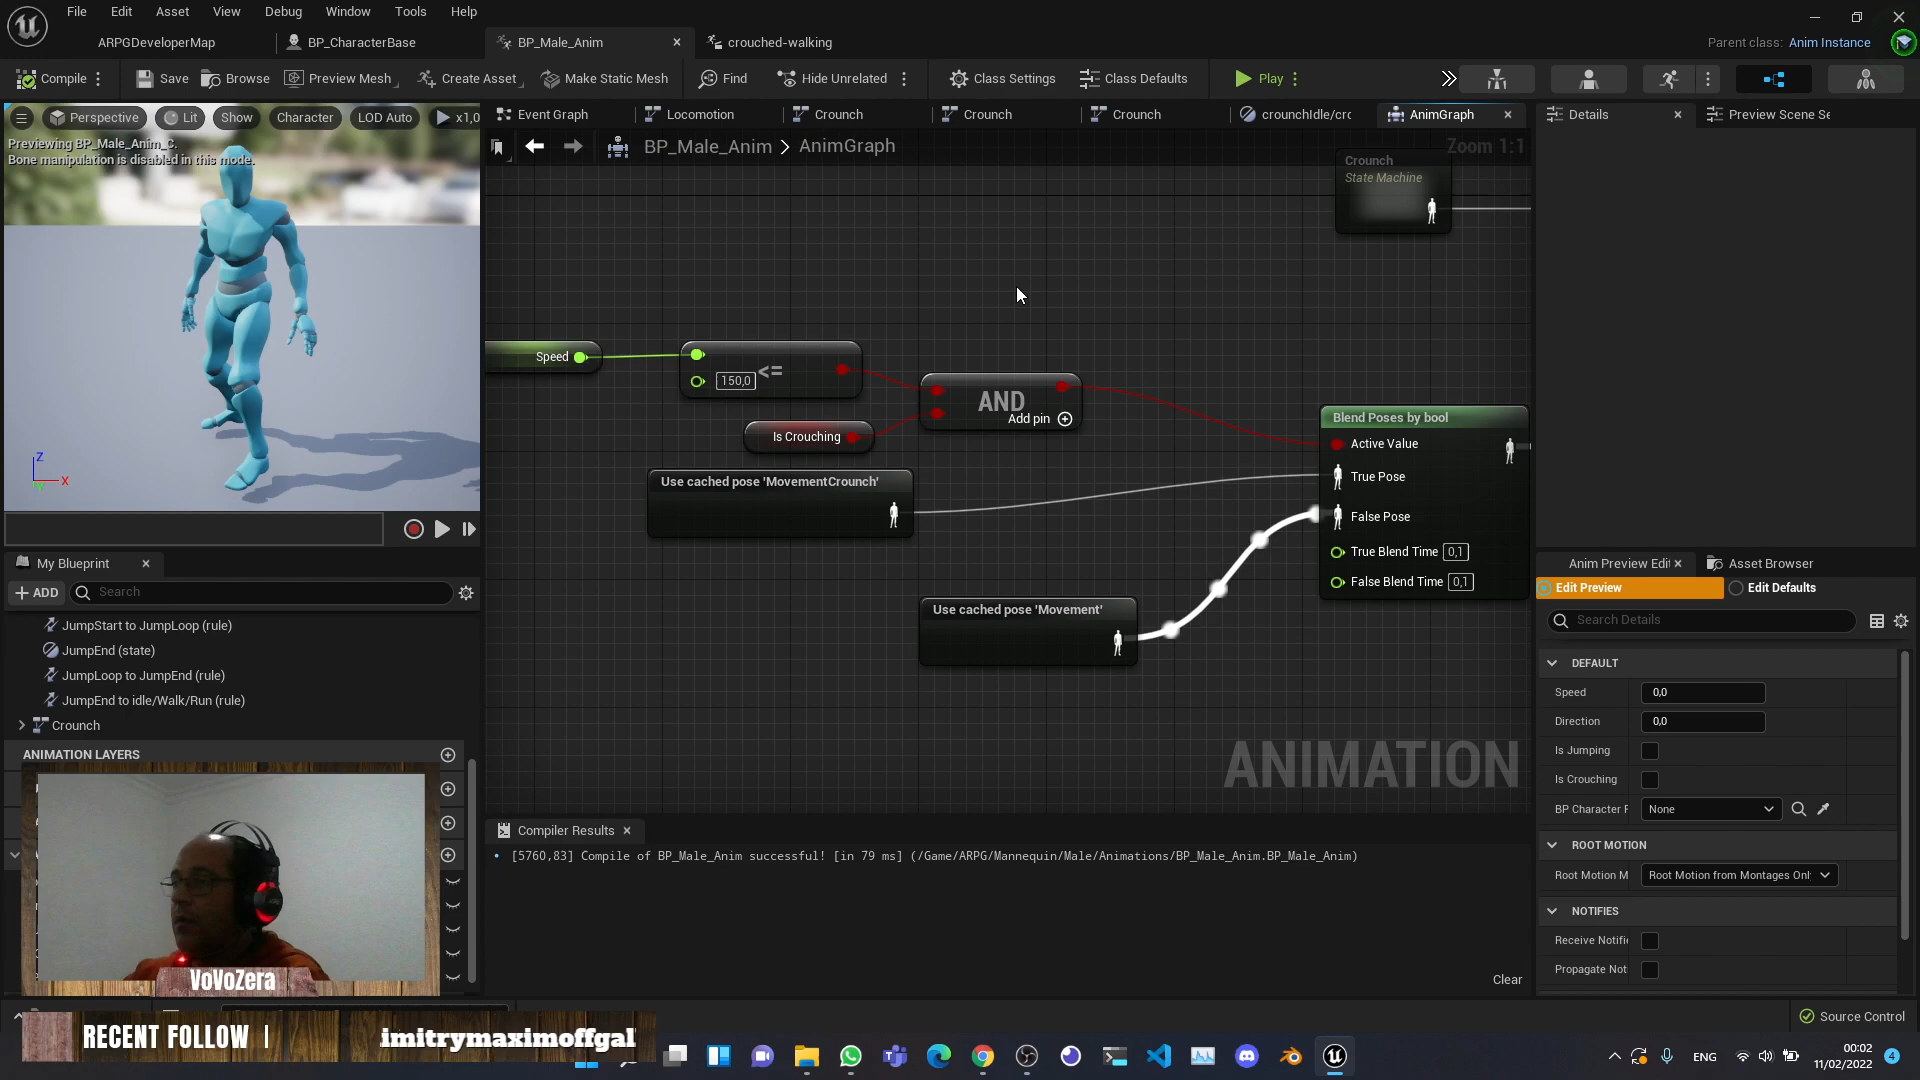 File Edit Asset View Debug Window Tools Help
ARPGDeveloperMap BP_CharacterBase BP_Male_Anim crouched-walking
Parent class: Anim Instance
Compile Save Browse Preview Mesh Create Asset Make Static Mesh Find Hide Unrelated Class Settings Class Defaults Play
Perspective Lit Show Character LOD Auto x1,0
Previewing BP_Male_Anim_C.
Bone manipulation is disabled in this mode.
Z
X
Y
Event Graph Locomotion Crounch Crounch Crounch crounchIdle/crc AnimGraph
BP_Male_Anim > AnimGraph
Zoom 1:1
Crounch
State Machine
Speed
150,0 <=
AND
Add pin
Is Crouching
Use cached pose 'MovementCrounch'
Use cached pose 'Movement'
Blend Poses by bool
Active Value
True Pose
False Pose
True Blend Time 0,1
False Blend Time 0,1
ANIMATION
Compiler Results
• [5760,83] Compile of BP_Male_Anim successful! [in 79 ms] (/Game/ARPG/Mannequin/Male/Animations/BP_Male_Anim.BP_Male_Anim)
Clear
My Blueprint
ADD Search
JumpStart to JumpLoop (rule)
JumpEnd (state)
JumpLoop to JumpEnd (rule)
JumpEnd to idle/Walk/Run (rule)
Crounch
ANIMATION LAYERS
VoVoZera
RECENT FOLLOW |
imitrymaximoffgal
Details Preview Scene Se
Anim Preview Edit Asset Browser
Edit Preview Edit Defaults
Search Details
DEFAULT
Speed 0,0
Direction 0,0
Is Jumping
Is Crouching
BP Character None
ROOT MOTION
Root Motion M Root Motion from Montages Onl
NOTIFIES
Receive Notifi
Propagate Not
Source Control
ENG
00:02
11/02/2022
4